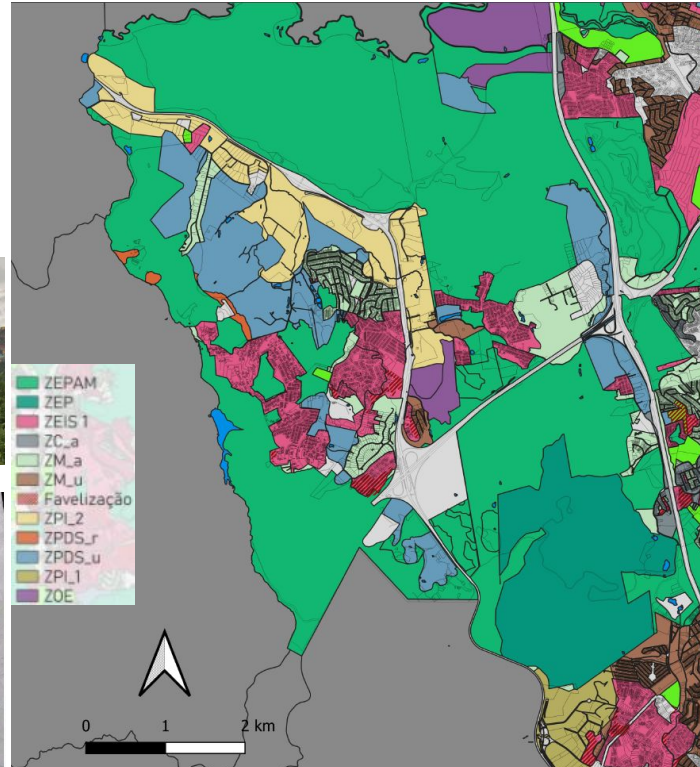 ZEPAM
ZEP
ZEIS 1
ZC_a
ZM_a
ZM_u
Favelização
ZPI_2
ZPDS_r
ZPDS_u
ZPI_1
ZOE
0 1 2 km